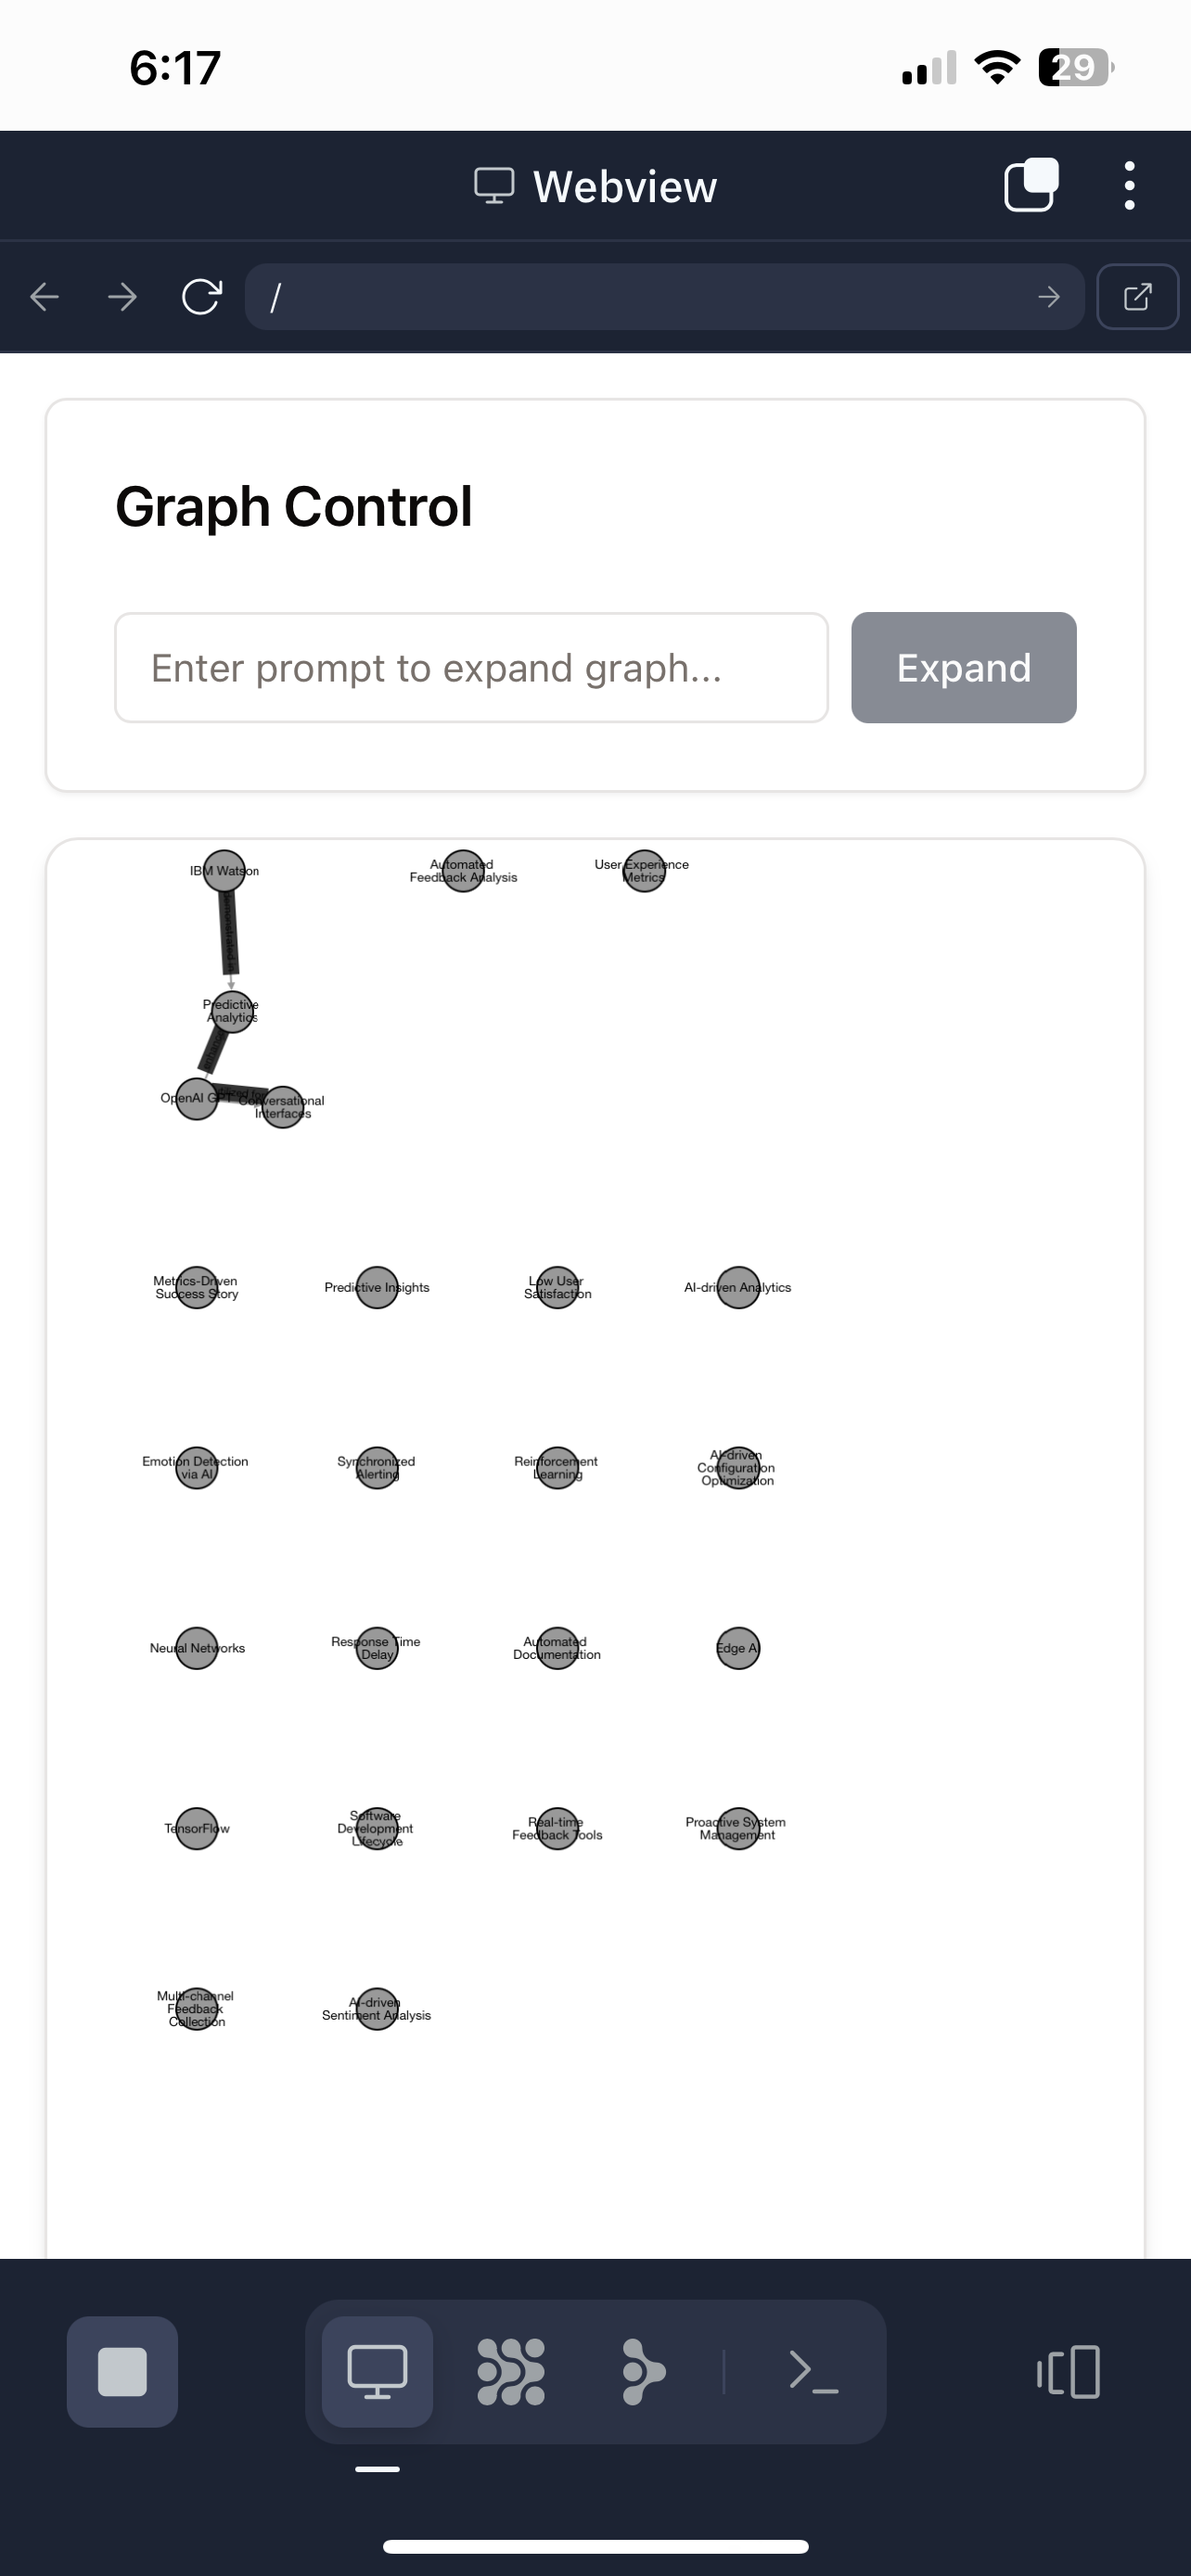 6:17
29
Webview
/
Graph Control
Enter prompt to expand graph...
Expand
IBM Watson
Automated
Feedback Analysis
User Experience
Metrics
Predictive
Analytics
OpenAI GPT
Conversational
Interfaces
Metrics-Driven
Success Story
Predictive Insights
Low User
Satisfaction
AI-driven Analytics
Emotion Detection
via AI
Synchronized
Alerting
Reinforcement
Learning
AI-driven
Configuration
Optimization
Neural Networks
Response Time
Delay
Automated
Documentation
Edge AI
TensorFlow
Software
Development
Lifecycle
Real-time
Feedback Tools
Proactive System
Management
Multi-channel
Feedback
Collection
AI-driven
Sentiment Analysis